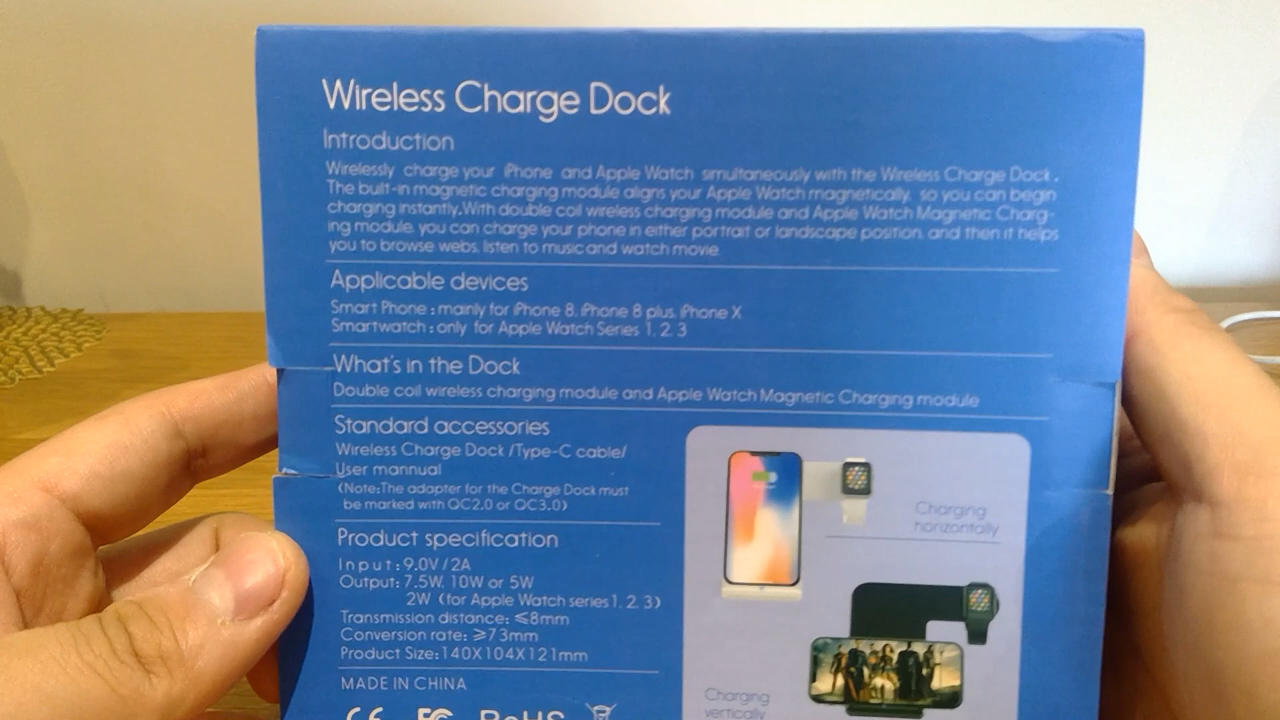 Wireless Charge Dock
Introduction
Wirelessly charge your iPhone and Apple Watch simultaneously with the Wireless Charge Dock.
The built-in magnetic charging module aligns your Apple Watch magnetically, so you can begin
charging instantly.With double coil wireless charging module and Apple Watch Magnetic Charg-
ing module, you can charge your phone in either portrait or landscape position, and then it helps
you to browse webs, listen to music and watch movie.
Applicable devices
Smart Phone : mainly for iPhone 8, iPhone 8 plus, iPhone X
Smartwatch : only for Apple Watch Series 1, 2, 3
What's in the Dock
Double coil wireless charging module and Apple Watch Magnetic Charging module
Standard accessories
Wireless Charge Dock /Type-C cable/
User mannual
(Note:The adapter for the Charge Dock must
be marked with QC2.0 or QC3.0)
Product specification
Input: 9.0V / 2A
Output: 7.5W, 10W or 5W
2W (for Apple Watch series 1, 2, 3)
Transmission distance: ≤8mm
Conversion rate: ≥73mm
Product Size:140X104X121mm
MADE IN CHINA
CE FC RoHS
Charging
horizontally
Charging
vertically